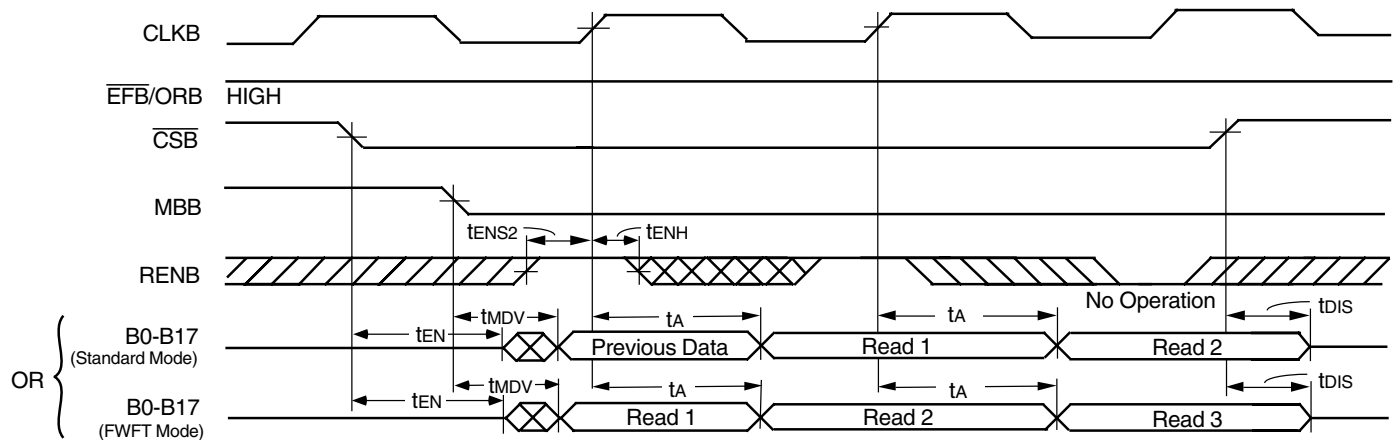 CLKB
EFB/ORB HIGH
CSB
MBB
tENS2 tENH
RENB
No Operation
tMDV tA tA tDIS
B0-B17 tEN
(Standard Mode) Previous Data Read 1 Read 2
OR
tMDV tA tA tDIS
B0-B17 tEN
(FWFT Mode) Read 1 Read 2 Read 3